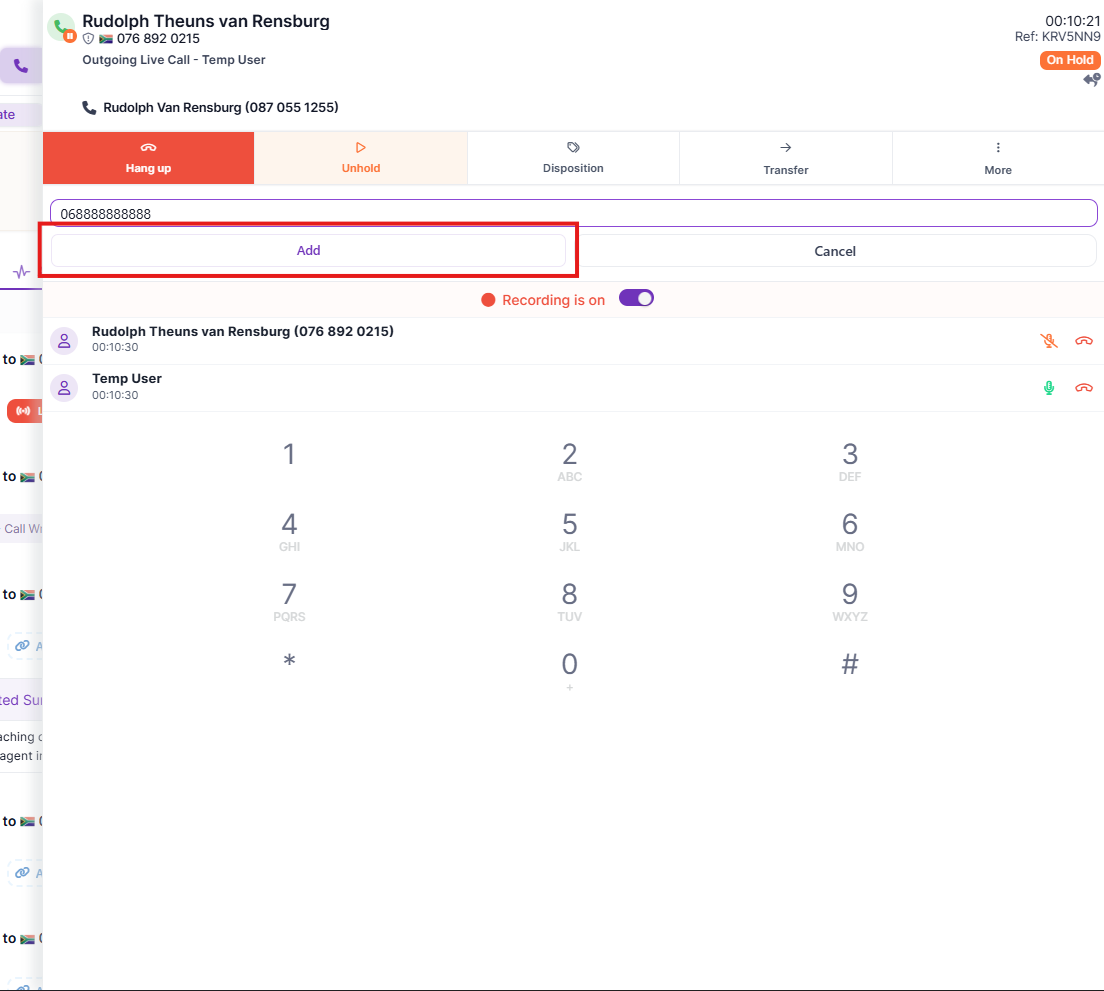 Rudolph Theuns van Rensburg
00:10:21
076 892 0215
Ref: KRV5NN9
Outgoing Live Call - Temp User
On Hold
Rudolph Van Rensburg (087 055 1255)
ate
Hang up
Unhold
Disposition
Transfer
More
068888888888
Add
Cancel
Recording is on
Rudolph Theuns van Rensburg (076 892 0215)
00:10:30
to
Temp User
00:10:30
1
2
ABC
3
DEF
to
4
GHI
5
JKL
6
MNO
Call
7
PQRS
8
TUV
9
WXYZ
to
*
0
+
#
ted
aching
agent
to
to